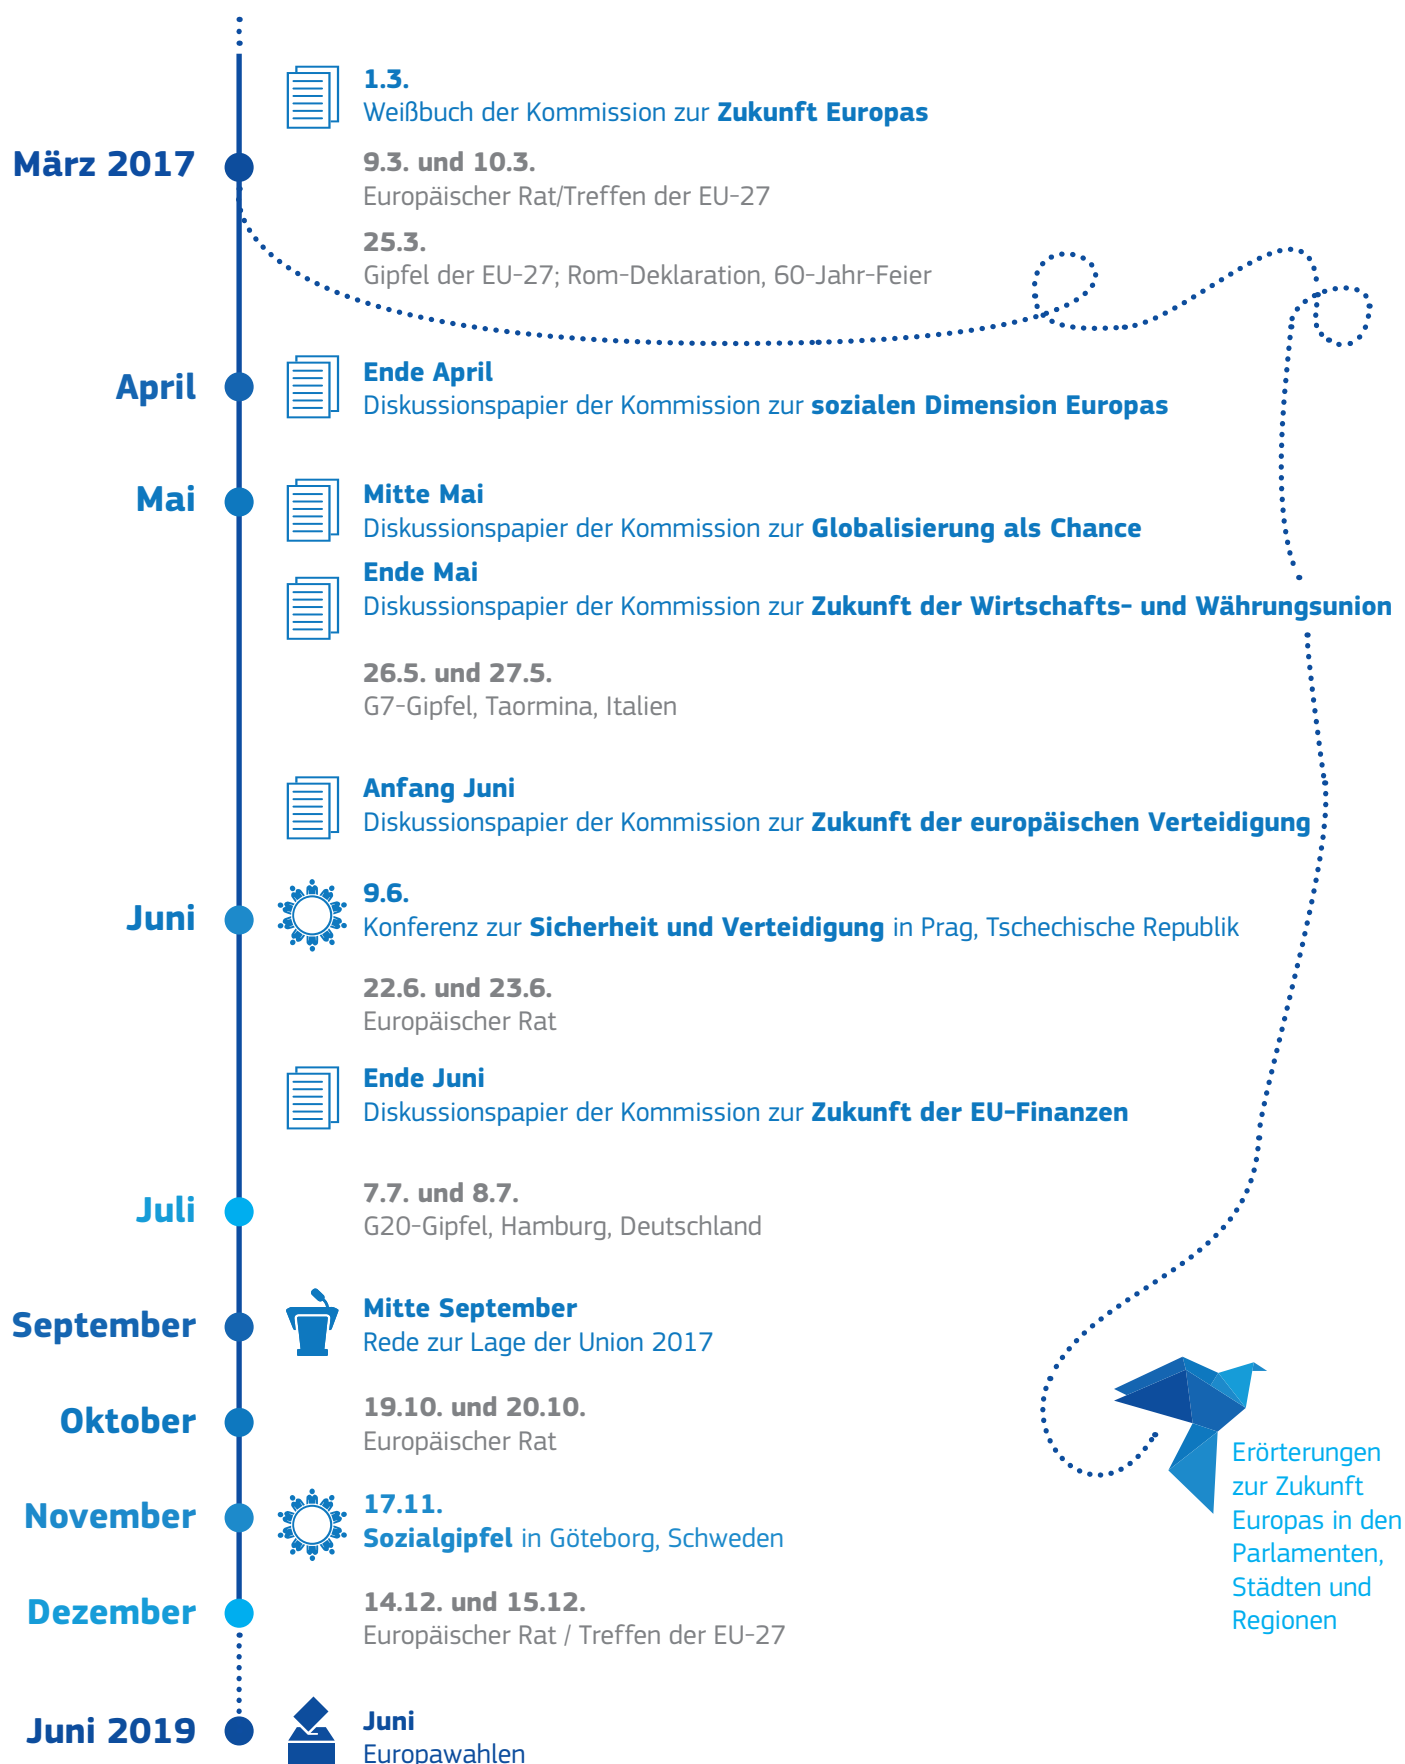 März 2017
1.3.
Weißbuch der Kommission zur Zukunft Europas
9.3. und 10.3.
Europäischer Rat/Treffen der EU-27
25.3.
Gipfel der EU-27; Rom-Deklaration, 60-Jahr-Feier
April
Ende April
Diskussionspapier der Kommission zur sozialen Dimension Europas
Mai
Mitte Mai
Diskussionspapier der Kommission zur Globalisierung als Chance
Ende Mai
Diskussionspapier der Kommission zur Zukunft der Wirtschafts- und Währungsunion
26.5. und 27.5.
G7-Gipfel, Taormina, Italien
Anfang Juni
Diskussionspapier der Kommission zur Zukunft der europäischen Verteidigung
Juni
9.6.
Konferenz zur Sicherheit und Verteidigung in Prag, Tschechische Republik
22.6. und 23.6.
Europäischer Rat
Ende Juni
Diskussionspapier der Kommission zur Zukunft der EU-Finanzen
Juli
7.7. und 8.7.
G20-Gipfel, Hamburg, Deutschland
September
Mitte September
Rede zur Lage der Union 2017
Oktober
19.10. und 20.10.
Europäischer Rat
November
17.11.
Sozialgipfel in Göteborg, Schweden
Dezember
14.12. und 15.12.
Europäischer Rat / Treffen der EU-27
Juni 2019
Juni
Europawahlen
Erörterungen
zur Zukunft
Europas in den
Parlamenten,
Städten und
Regionen